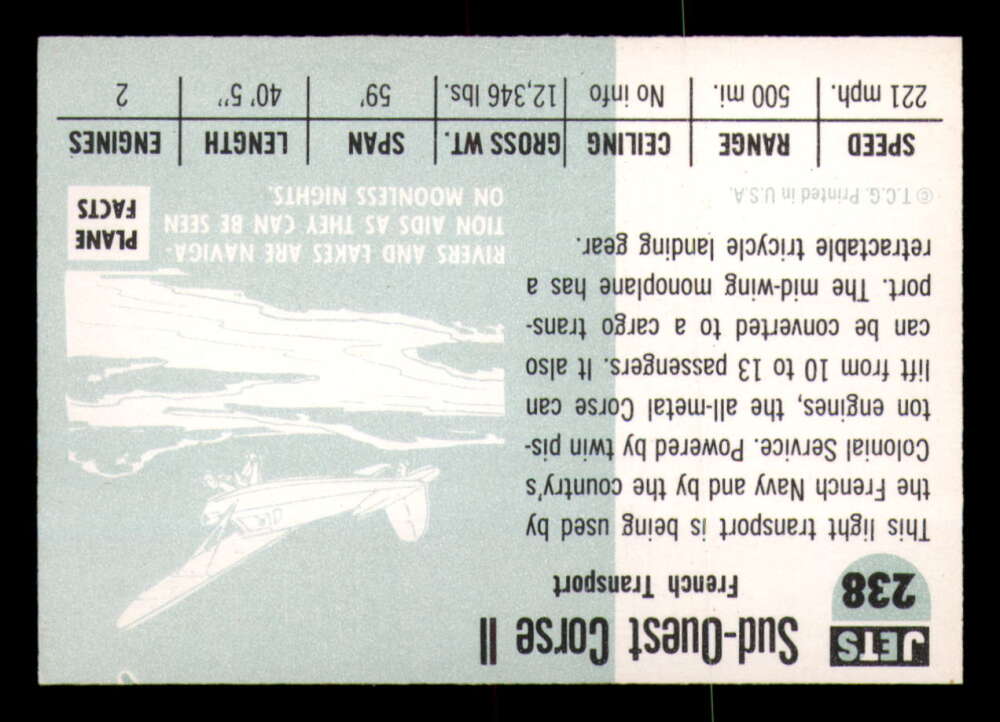 JETS
238
Sud-Ouest Corse II
French Transport
This light transport is being used by
the French Navy and by the country's
Colonial Service. Powered by twin pis-
ton engines, the all-metal Corse can
lift from 10 to 13 passengers. It also
can be converted to a cargo trans-
port. The mid-wing monoplane has a
retractable tricycle landing gear.
© T.C.G. Printed in U.S.A.
PLANE
FACTS
RIVERS AND LAKES ARE NAVIGA-
TION AIDS AS THEY CAN BE SEEN
ON MOONLESS NIGHTS.
SPEED RANGE CEILING GROSS WT. SPAN LENGTH ENGINES
221 mph. 500 mi. No info 12,346 lbs. 59' 40' 5" 2